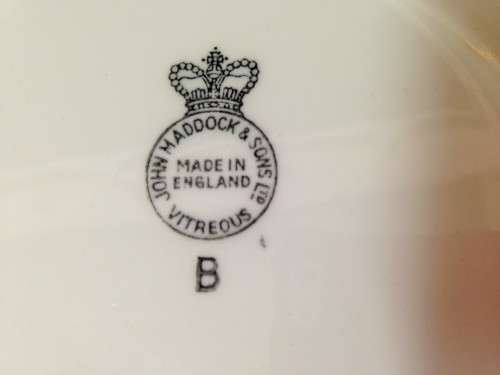 JOHN MADDOCK & SONS LTD
MADE IN
ENGLAND
VITREOUS
B